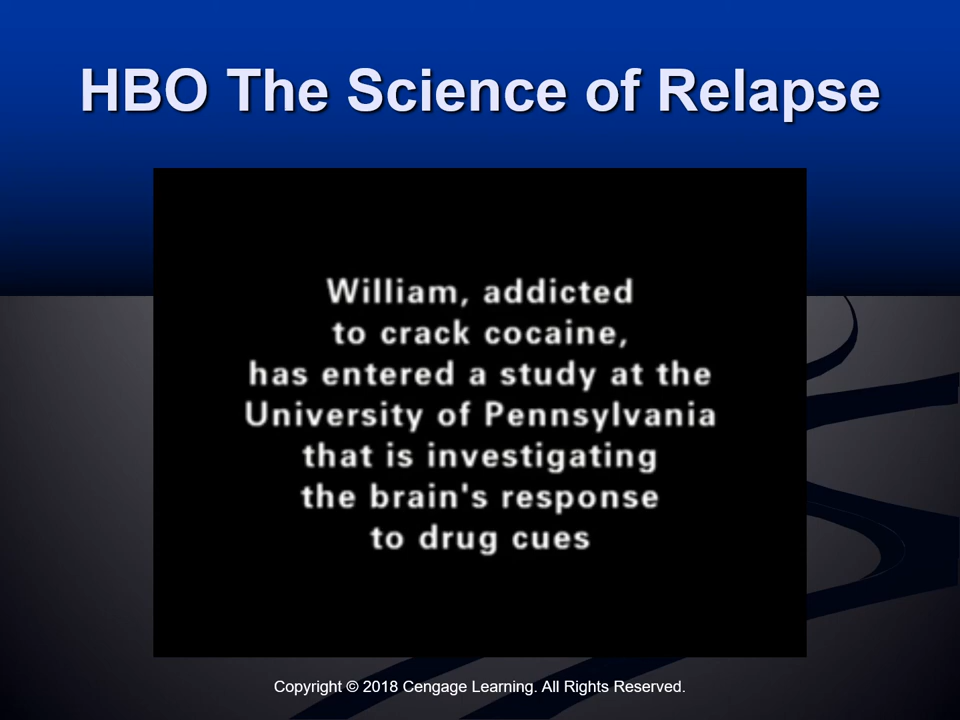 HBO The Science of Relapse
William, addicted
to crack cocaine,
has entered a study at the
University of Pennsylvania
that is investigating
the brain's response
to drug cues
Copyright © 2018 Cengage Learning. All Rights Reserved.